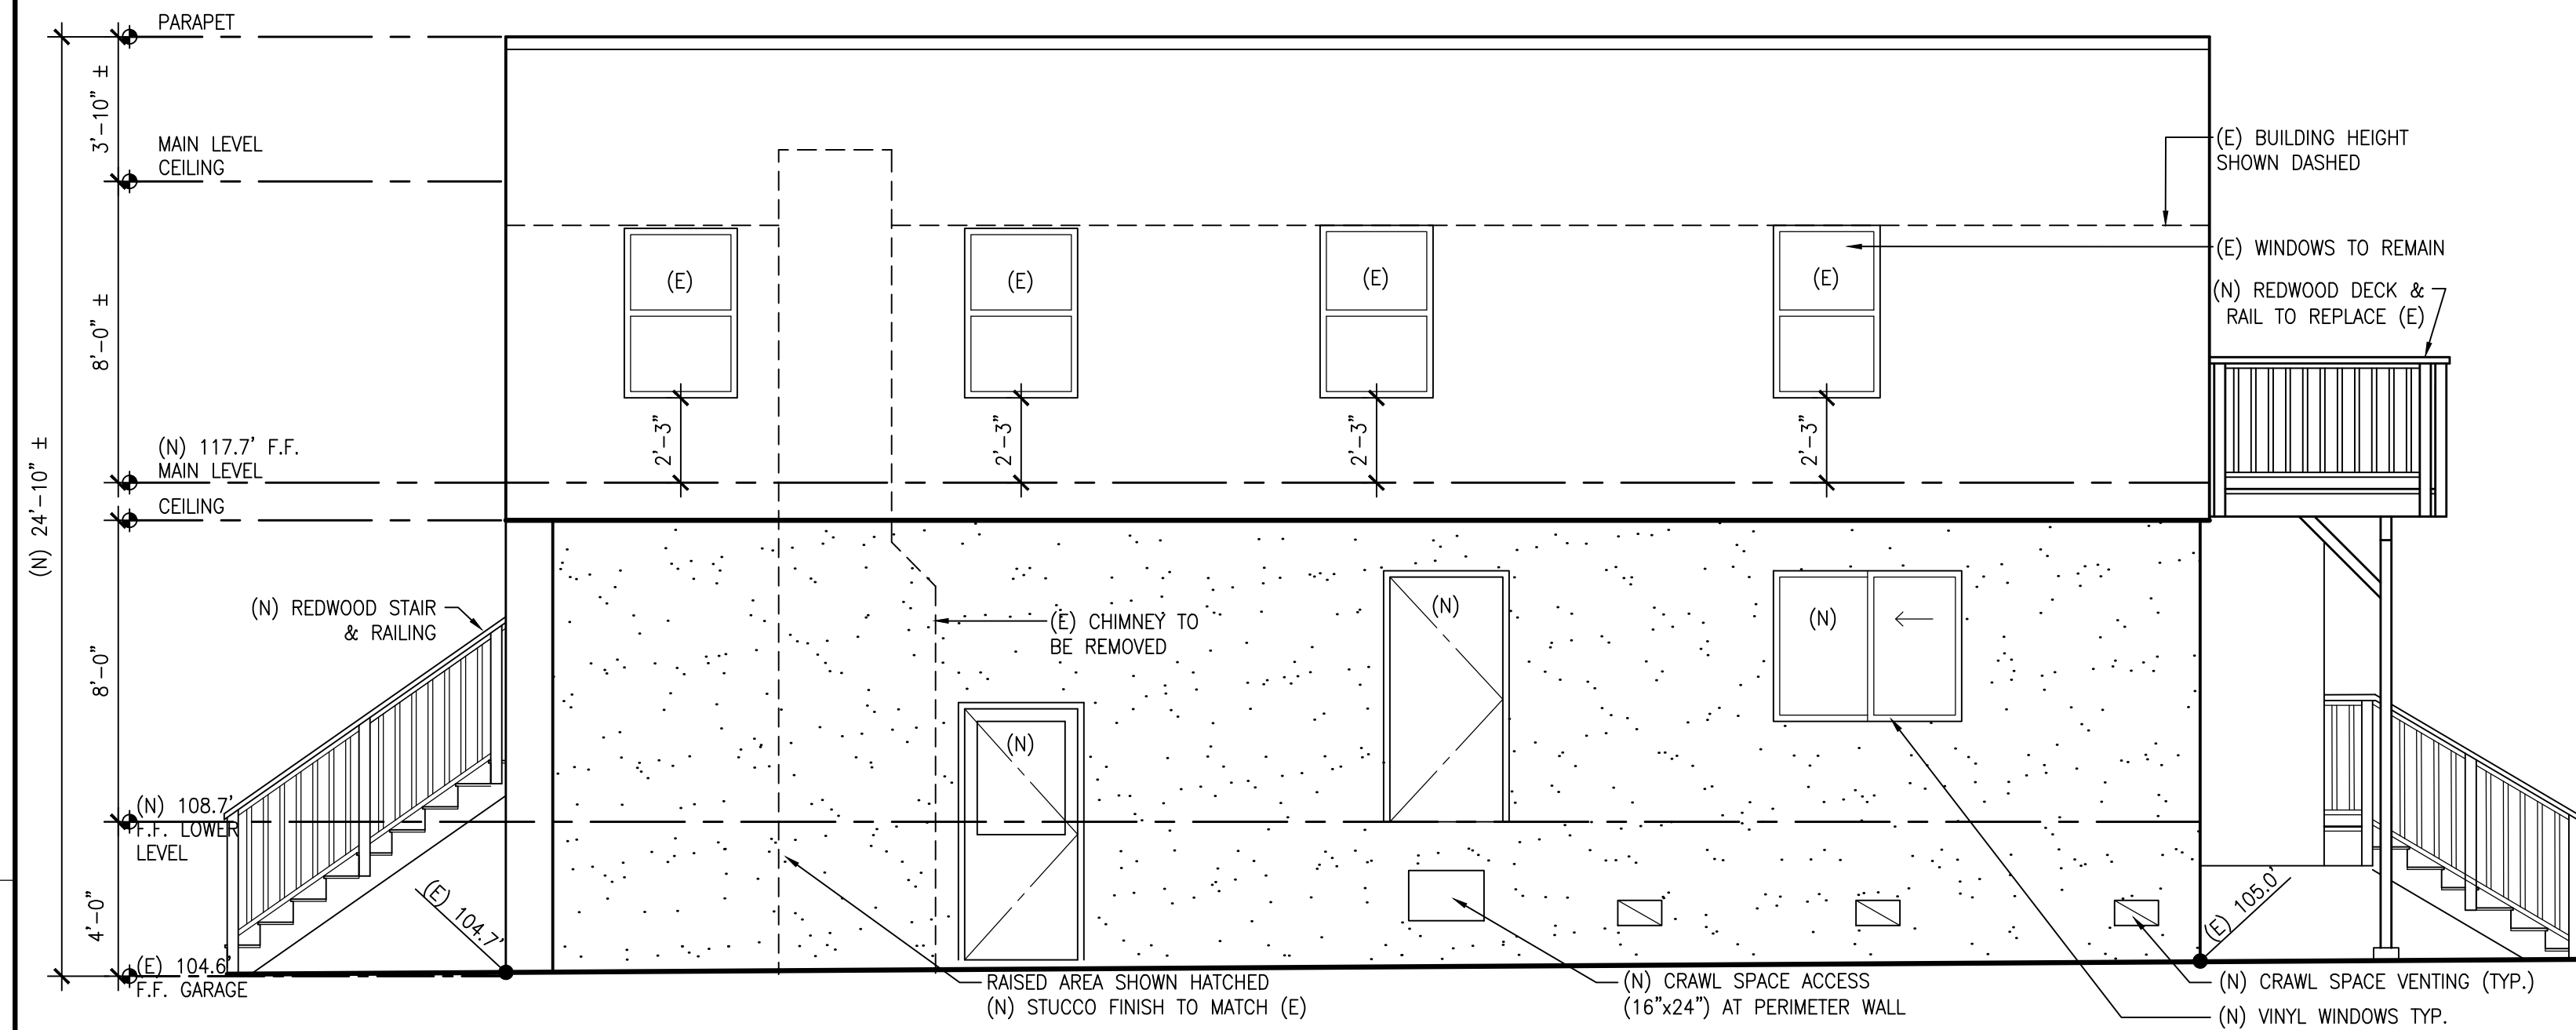 PARAPET
3'-10" ±
MAIN LEVEL
CEILING
8'-0" ±
(N) 24'-10" ±
(N) 117.7' F.F.
MAIN LEVEL
CEILING
(N) REDWOOD STAIR
& RAILING
8'-0"
(N) 108.7'
F.F. LOWER
LEVEL
4'-0"
(E) 104.6'
F.F. GARAGE
(E) 104.7'
(E)
(E)
(E)
(E)
2'-3"
2'-3"
2'-3"
2'-3"
(E) BUILDING HEIGHT
SHOWN DASHED
(E) WINDOWS TO REMAIN
(N) REDWOOD DECK &
RAIL TO REPLACE (E)
(E) CHIMNEY TO
BE REMOVED
(N)
(N)
(N)
(E) 105.0'
RAISED AREA SHOWN HATCHED
(N) STUCCO FINISH TO MATCH (E)
(N) CRAWL SPACE ACCESS
(16"x24") AT PERIMETER WALL
(N) CRAWL SPACE VENTING (TYP.)
(N) VINYL WINDOWS TYP.